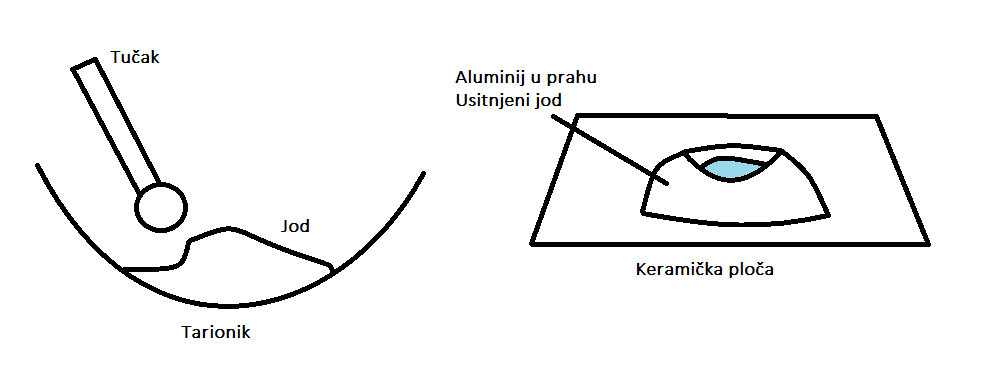 Tučak
Jod
Tarionik
Aluminij u prahu
Usitnjeni jod
Keramička ploča